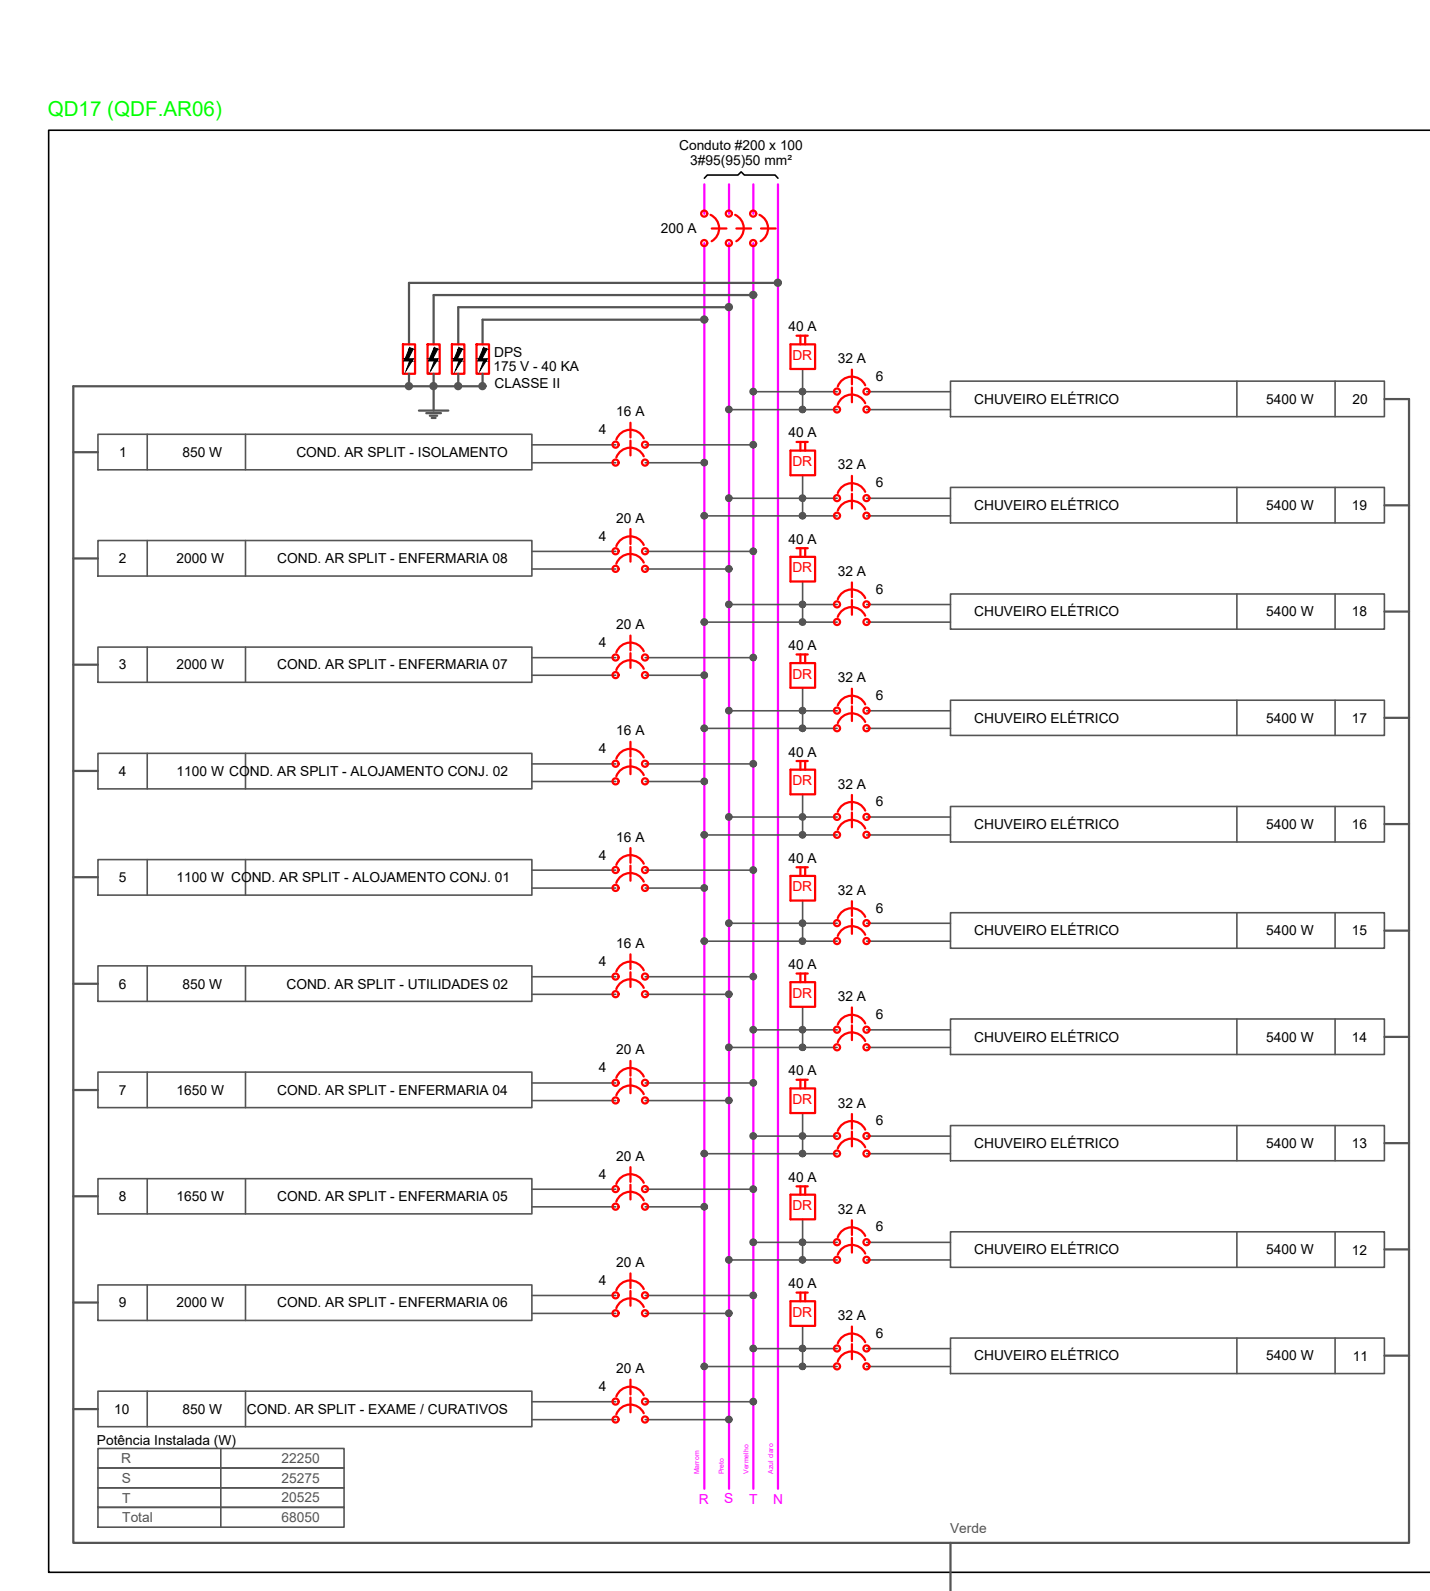 QD17 (QDF.AR06)
Conduto #200 x 100
3#95(95)50 mm²
200 A
DPS
175 V - 40 KA
CLASSE II
40 A
DR
32 A
6
CHUVEIRO ELÉTRICO 5400 W 20
16 A
4
1 850 W COND. AR SPLIT - ISOLAMENTO
40 A
DR
32 A
6
CHUVEIRO ELÉTRICO 5400 W 19
20 A
4
2 2000 W COND. AR SPLIT - ENFERMARIA 08
40 A
DR
32 A
6
CHUVEIRO ELÉTRICO 5400 W 18
20 A
4
3 2000 W COND. AR SPLIT - ENFERMARIA 07
40 A
DR
32 A
6
CHUVEIRO ELÉTRICO 5400 W 17
16 A
4
4 1100 W COND. AR SPLIT - ALOJAMENTO CONJ. 02
40 A
DR
32 A
6
CHUVEIRO ELÉTRICO 5400 W 16
16 A
4
5 1100 W COND. AR SPLIT - ALOJAMENTO CONJ. 01
40 A
DR
32 A
6
CHUVEIRO ELÉTRICO 5400 W 15
16 A
4
6 850 W COND. AR SPLIT - UTILIDADES 02
40 A
DR
32 A
6
CHUVEIRO ELÉTRICO 5400 W 14
20 A
4
7 1650 W COND. AR SPLIT - ENFERMARIA 04
40 A
DR
32 A
6
CHUVEIRO ELÉTRICO 5400 W 13
20 A
4
8 1650 W COND. AR SPLIT - ENFERMARIA 05
40 A
DR
32 A
6
CHUVEIRO ELÉTRICO 5400 W 12
20 A
4
9 2000 W COND. AR SPLIT - ENFERMARIA 06
40 A
DR
32 A
6
CHUVEIRO ELÉTRICO 5400 W 11
20 A
4
10 850 W COND. AR SPLIT - EXAME / CURATIVOS
Potência Instalada (W)
R 22250
S 25275
T 20525
Total 68050
Marrom
Preto
Vermelho
Azul claro
R S T N
Verde